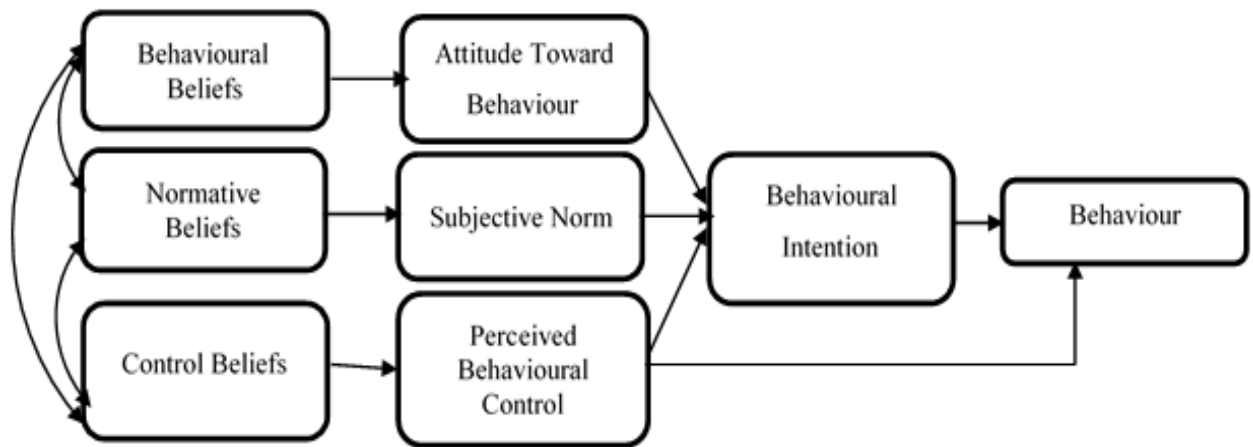 Behavioural
Beliefs
Attitude Toward
Behaviour
Normative
Beliefs
Subjective Norm
Behavioural
Intention
Behaviour
Control Beliefs
Perceived
Behavioural
Control